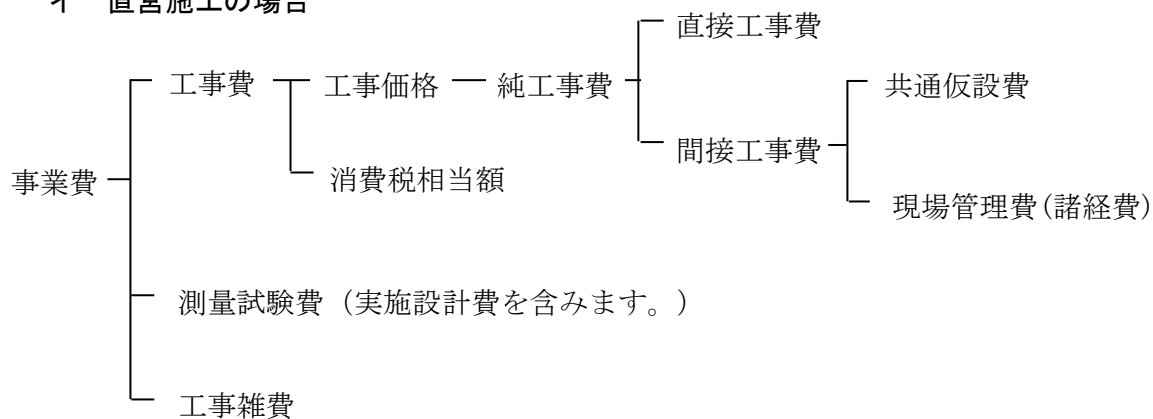 イ 直営施工の場合
直接工事費
工事費 工事価格 純工事費 共通仮設費
間接工事費
事業費 消費税相当額
現場管理費(諸経費)
測量試験費（実施設計費を含みます。）
工事雑費